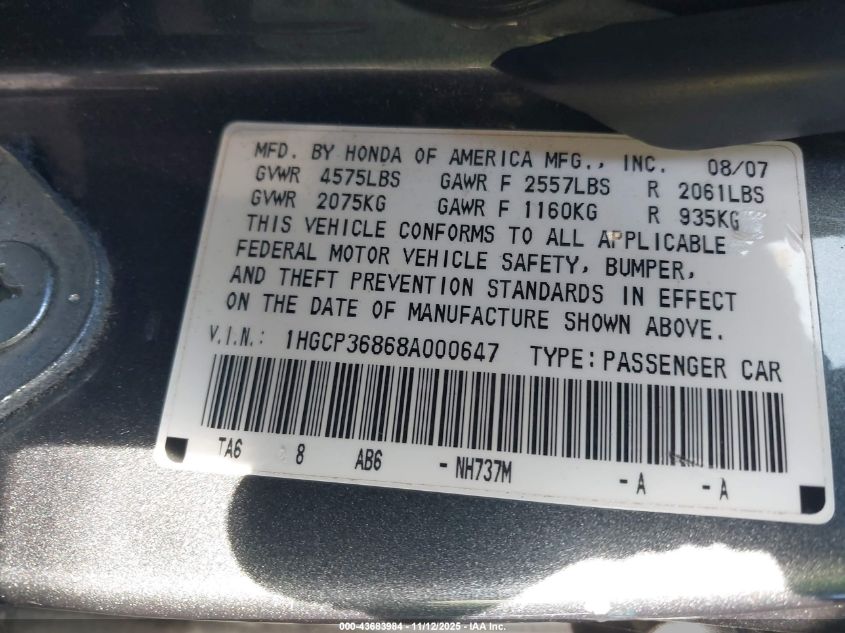 MFD. BY HONDA OF AMERICA MFG., INC. 08/07
GVWR 4575LBS GAWR F 2557LBS R 2061LBS
GVWR 2075KG GAWR F 1160KG R 935KG
THIS VEHICLE CONFORMS TO ALL APPLICABLE
FEDERAL MOTOR VEHICLE SAFETY, BUMPER,
AND THEFT PREVENTION STANDARDS IN EFFECT
ON THE DATE OF MANUFACTURE SHOWN ABOVE.
V.I.N.: 1HGCP36868A000647 TYPE: PASSENGER CAR
TA6 8 AB6 -NH737M -A -A
000-43683984 - 11/12/2025 - © IAA Inc.